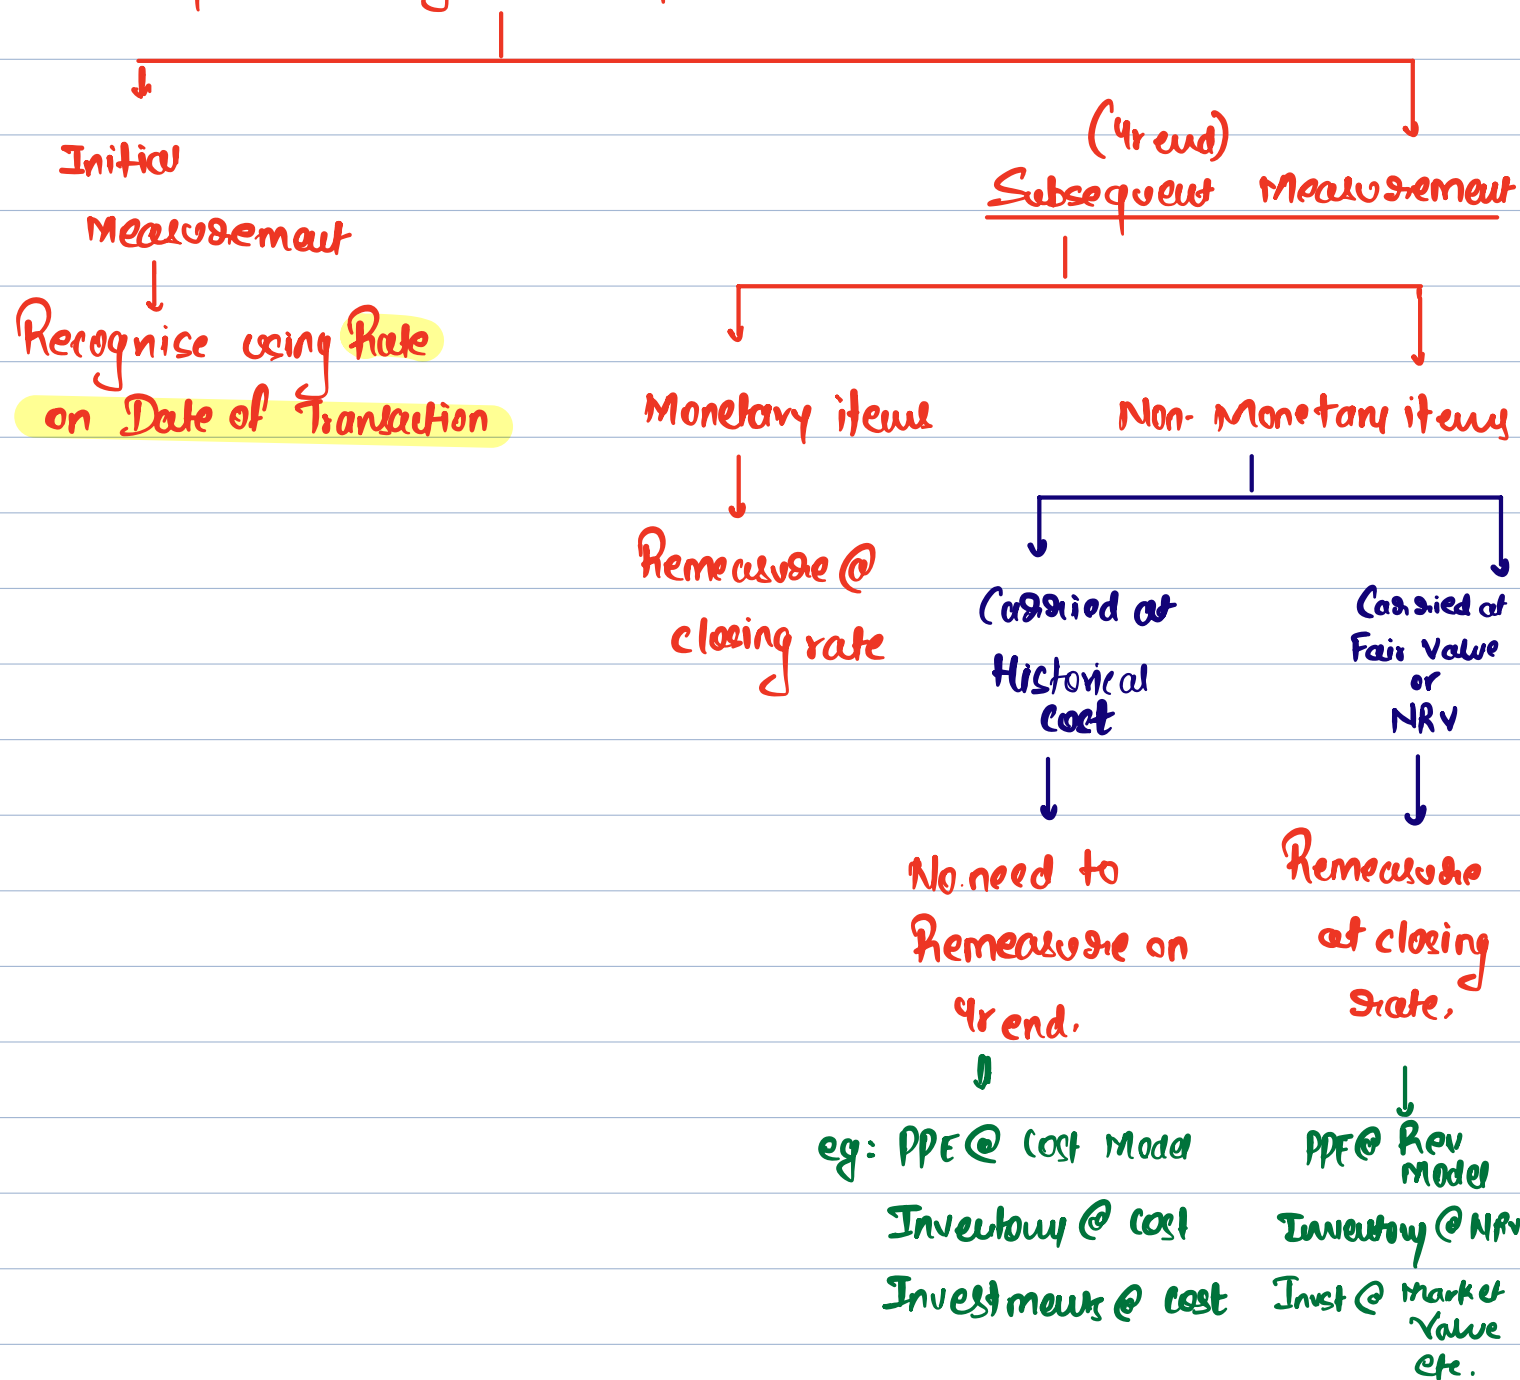 Initial
Measurement
Recognise using Rate
on Date of Transaction
(Yr end)
Subsequent Measurement
Monetary items
Remeasure @
closing rate
Non-Monetary items
Carried at
Historical
Cost
No need to
Remeasure on
Yr end.
eg: PPE @ Cost Model
Inventory @ cost
Investments @ cost
Carried at
Fair Value
or
NRV
Remeasure
at closing
rate.
PPE @ Rev
Model
Inventory @ NRV
Invst @ Market
Value
etc.